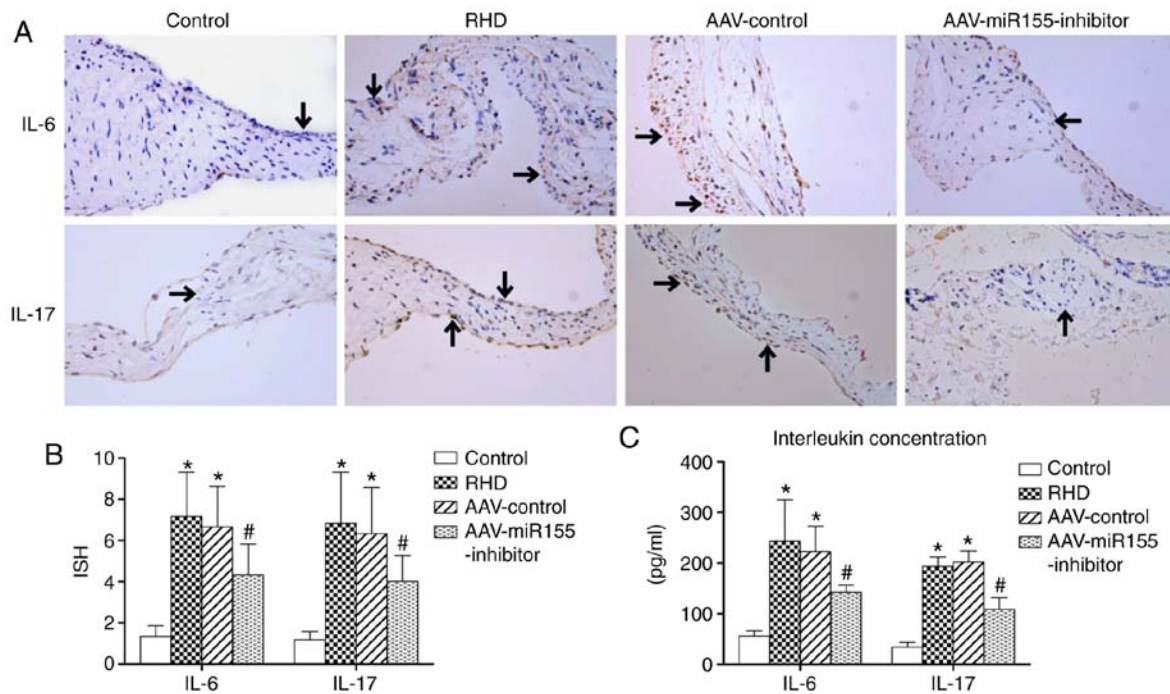 A
Control RHD AAV-control AAV-miR155-inhibitor
IL-6
IL-17
B
ISH
10
8
6
4
2
0
* * #
* * #
IL-6 IL-17
Control
RHD
AAV-control
AAV-miR155
-inhibitor
C
Interleukin concentration
(pg/ml)
400
300
200
100
0
* * #
* * #
IL-6 IL-17
Control
RHD
AAV-control
AAV-miR155
-inhibitor